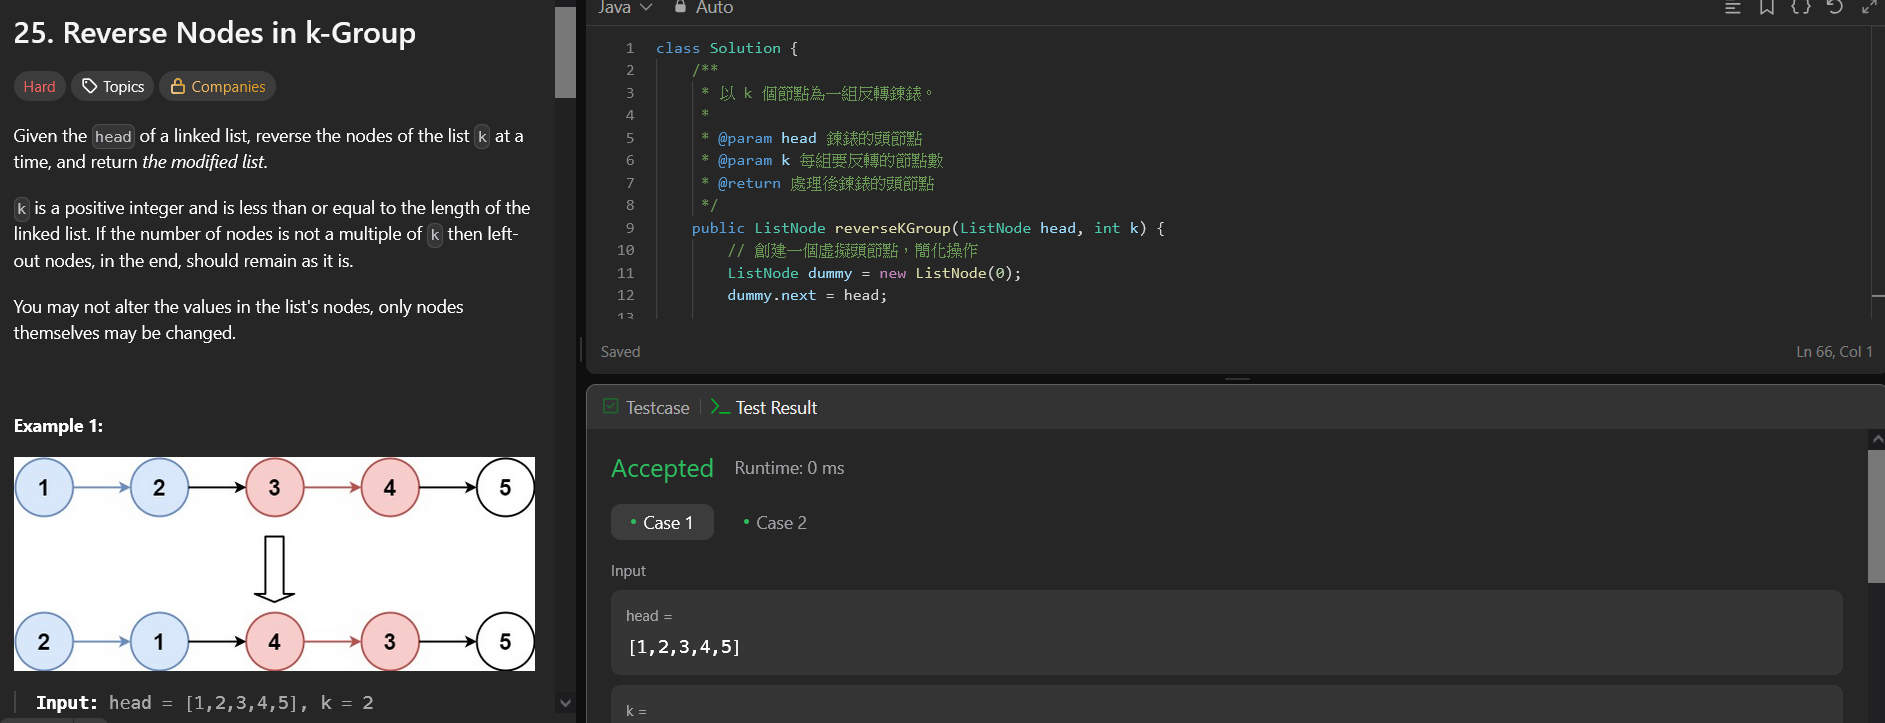 25. Reverse Nodes in k-Group
Hard Topics Companies
Given the head of a linked list, reverse the nodes of the list k at a
time, and return the modified list.
k is a positive integer and is less than or equal to the length of the
linked list. If the number of nodes is not a multiple of k then left-
out nodes, in the end, should remain as it is.
You may not alter the values in the list's nodes, only nodes
themselves may be changed.
Example 1:
1 2 3 4 5
2 1 4 3 5
Input: head = [1,2,3,4,5], k = 2
Java Auto
1 class Solution {
2 /**
3 * 以 k 個節點為一組反轉鍊錶。
4 *
5 * @param head 鍊錶的頭節點
6 * @param k 每組要反轉的節點數
7 * @return 處理後鍊錶的頭節點
8 */
9 public ListNode reverseKGroup(ListNode head, int k) {
10 // 創建一個虛擬頭節點，簡化操作
11 ListNode dummy = new ListNode(0);
12 dummy.next = head;
13
Saved Ln 66, Col 1
Testcase Test Result
Accepted Runtime: 0 ms
Case 1 Case 2
Input
head =
[1,2,3,4,5]
k =